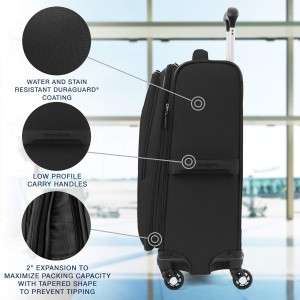 WATER AND STAIN
RESISTANT DURAGUARD®
COATING
LOW PROFILE
CARRY HANDLES
2" EXPANSION TO
MAXIMIZE PACKING CAPACITY
WITH TAPERED SHAPE
TO PREVENT TIPPING